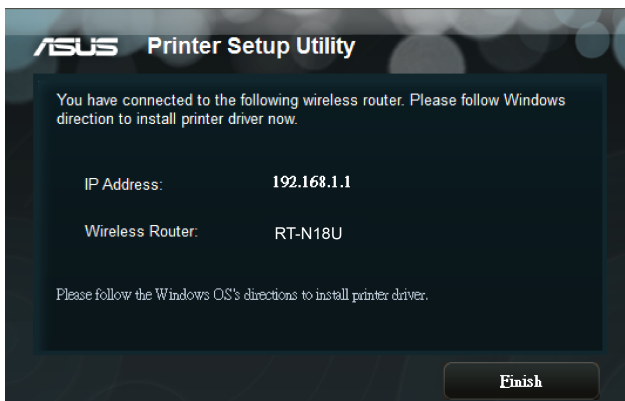 ASUS Printer Setup Utility
You have connected to the following wireless router. Please follow Windows
direction to install printer driver now.
IP Address: 192.168.1.1
Wireless Router: RT-N18U
Please follow the Windows OS's directions to install printer driver.
Finish